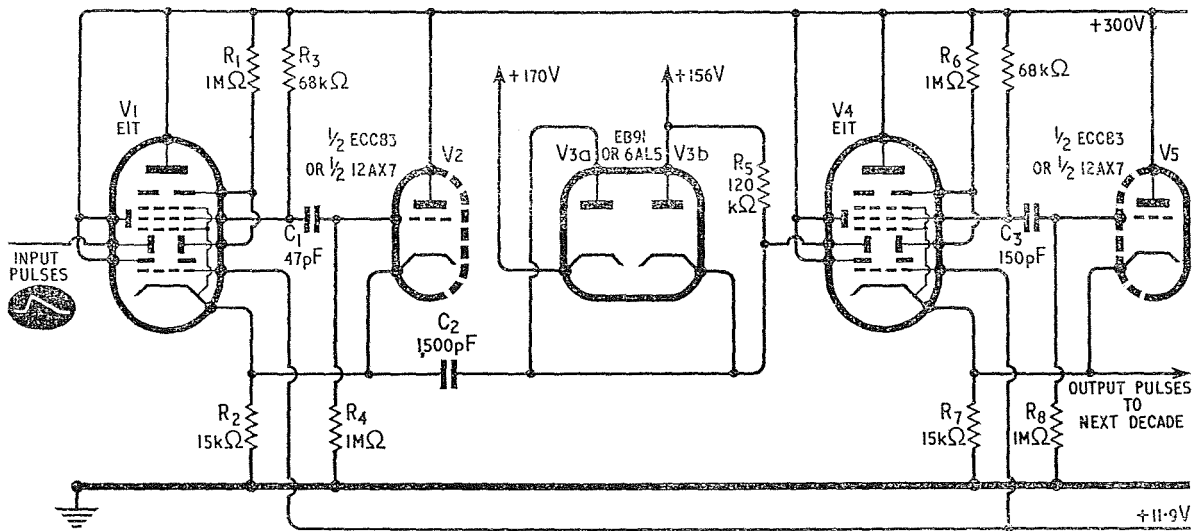 +300V
R1
1MΩ
R3
68kΩ
+170V
+156V
R6
1MΩ
68kΩ
V1
E1T
½ ECC83
OR ½ 12AX7
V2
EB91
V3a OR 6AL5 V3b
R5
120
kΩ
V4
E1T
½ ECC83
OR ½ 12AX7
V5
INPUT
PULSES
C1
47pF
C3
150pF
C2
1,500pF
R2
15kΩ
R4
1MΩ
R7
15kΩ
R8
1MΩ
OUTPUT PULSES
TO
NEXT DECADE
+11·9V